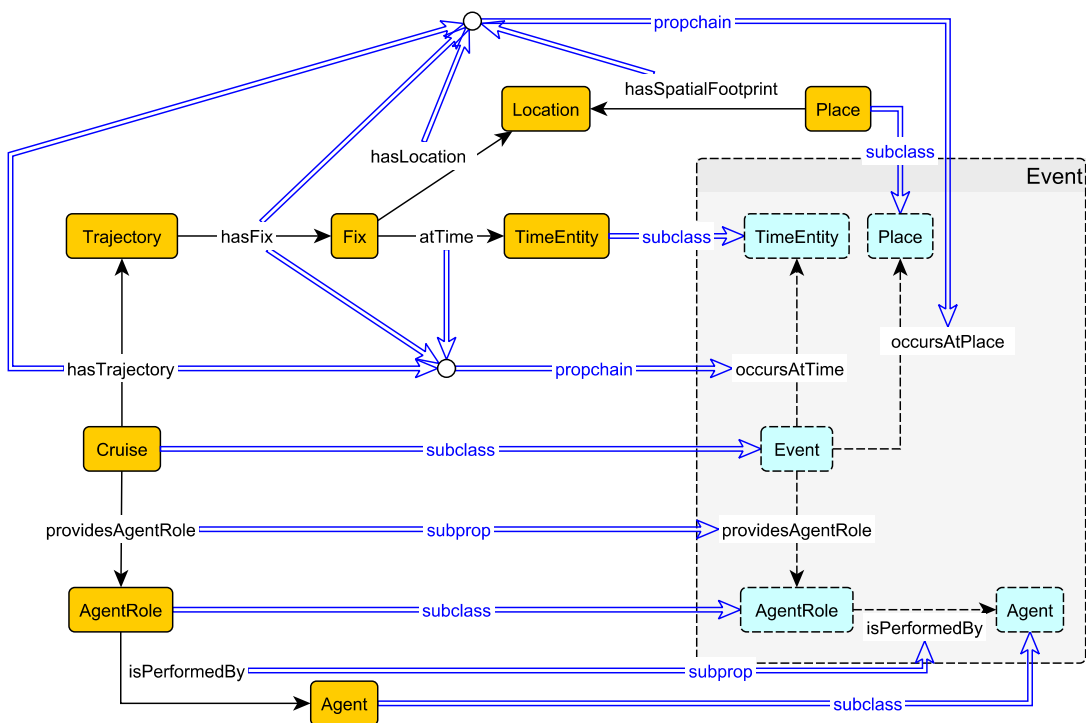 propchain
hasSpatialFootprint
Location
Place
hasLocation
subclass
Event
Trajectory
hasFix
Fix
atTime
TimeEntity
subclass
TimeEntity
Place
occursAtPlace
hasTrajectory
propchain
occursAtTime
Cruise
subclass
Event
providesAgentRole
subprop
providesAgentRole
AgentRole
subclass
AgentRole
Agent
isPerformedBy
isPerformedBy
subprop
Agent
subclass